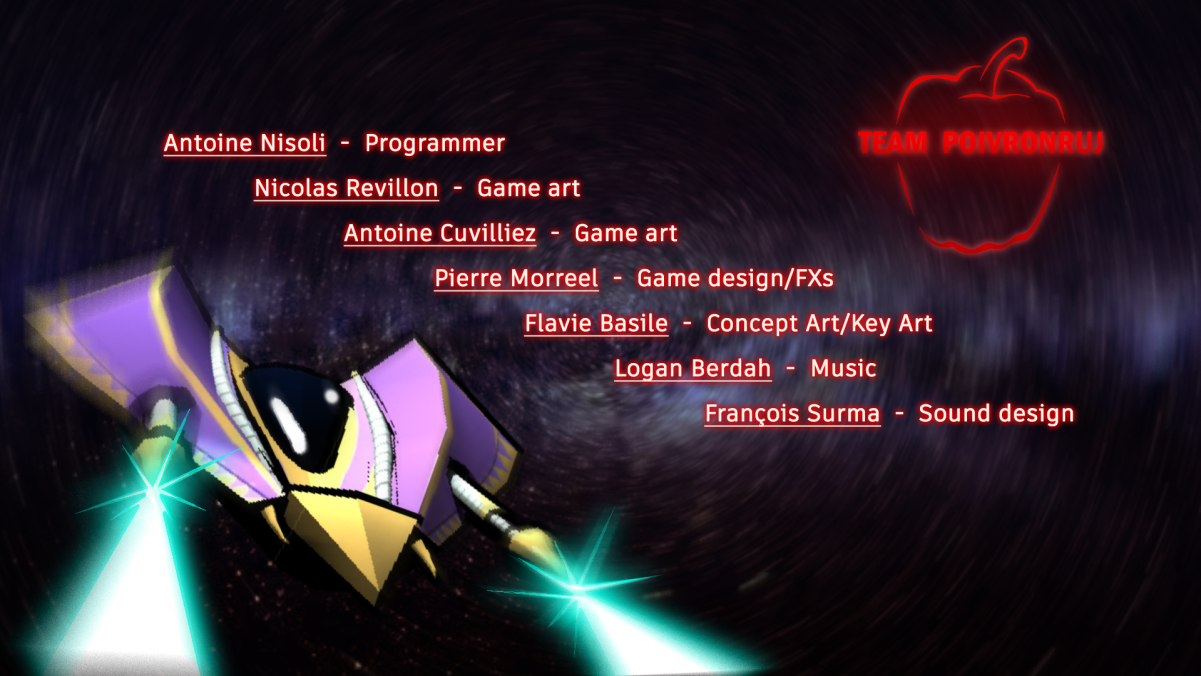 TEAM POIVRONRUJ
Antoine Nisoli - Programmer
Nicolas Revillon - Game art
Antoine Cuvilliez - Game art
Pierre Morreel - Game design/FXs
Flavie Basile - Concept Art/Key Art
Logan Berdah - Music
François Surma - Sound design